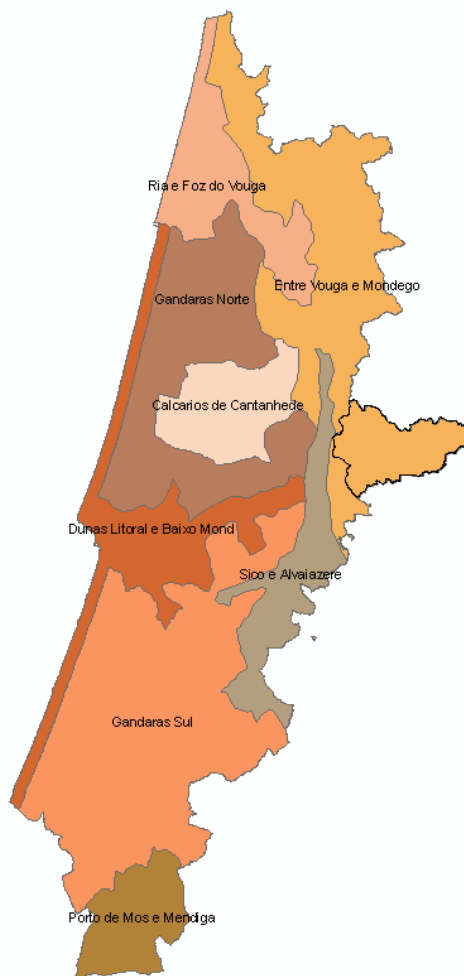 Ria e Foz do Vouga
Entre Vouga e Mondego
Gandaras Norte
Calcarios de Cantanhede
Dunas Litoral e Baixo Mond
Sico e Alvaiazere
Gandaras Sul
Porto de Mos e Mendiga